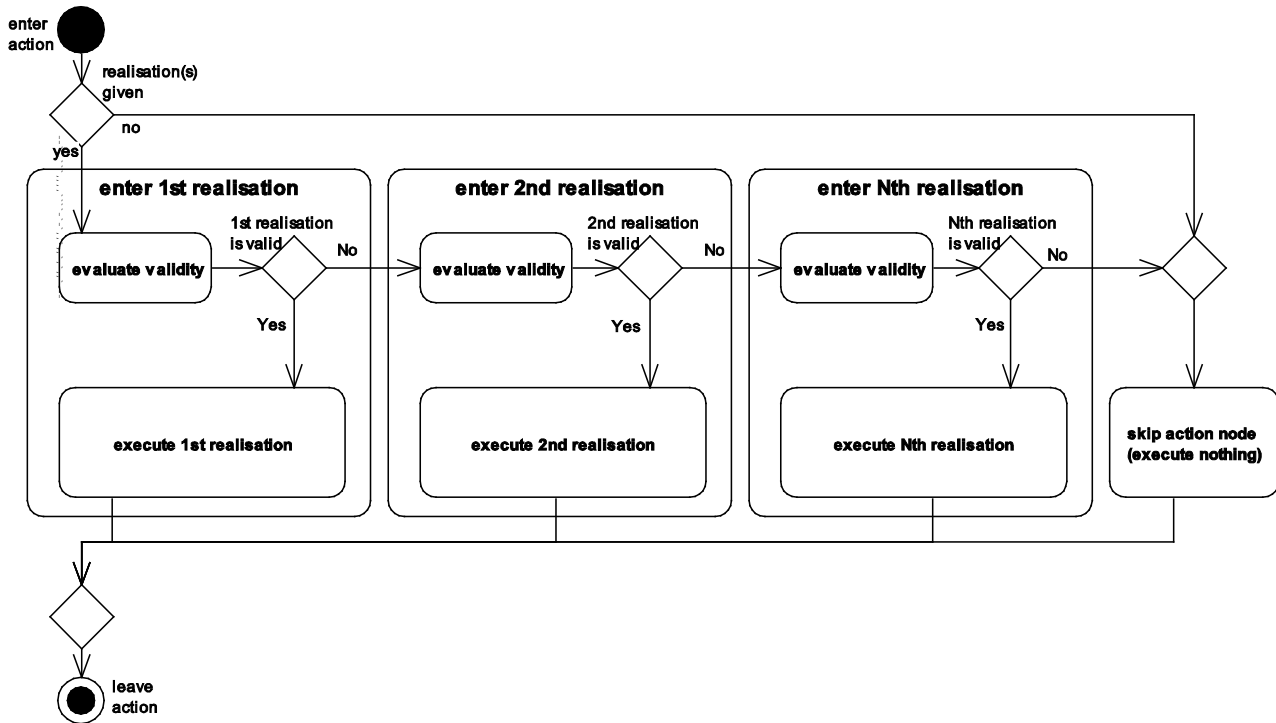 enter
action
realisation(s)
given
no
yes
enter 1st realisation
enter 2nd realisation
enter Nth realisation
1st realisation
is valid
2nd realisation
is valid
Nth realisation
is valid
evaluate validity
No
evaluate validity
No
evaluate validity
No
Yes
Yes
Yes
execute 1st realisation
execute 2nd realisation
execute Nth realisation
skip action node
(execute nothing)
leave
action